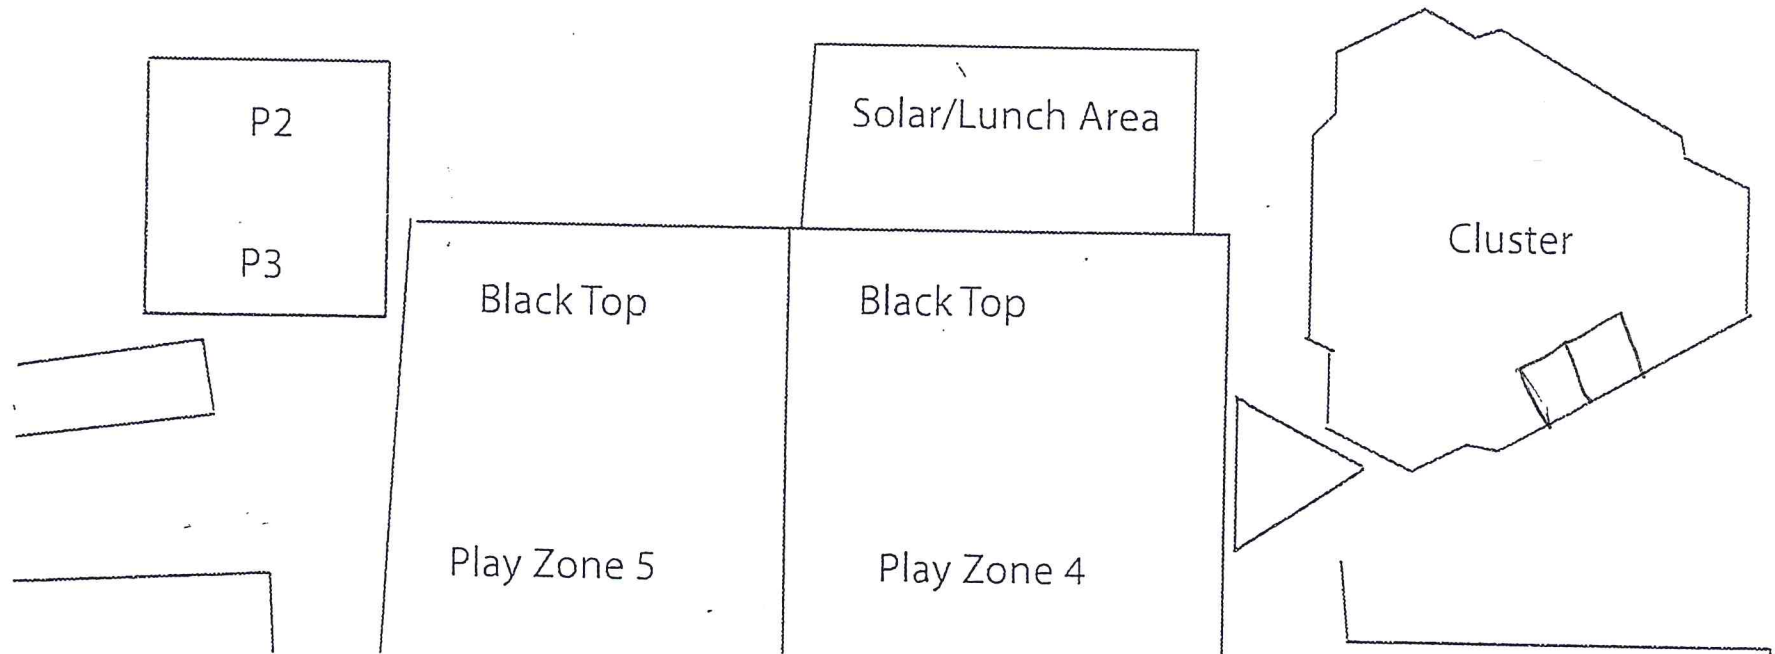 P2
Solar/Lunch Area
Cluster
P3
Black Top
Black Top
Play Zone 5
Play Zone 4